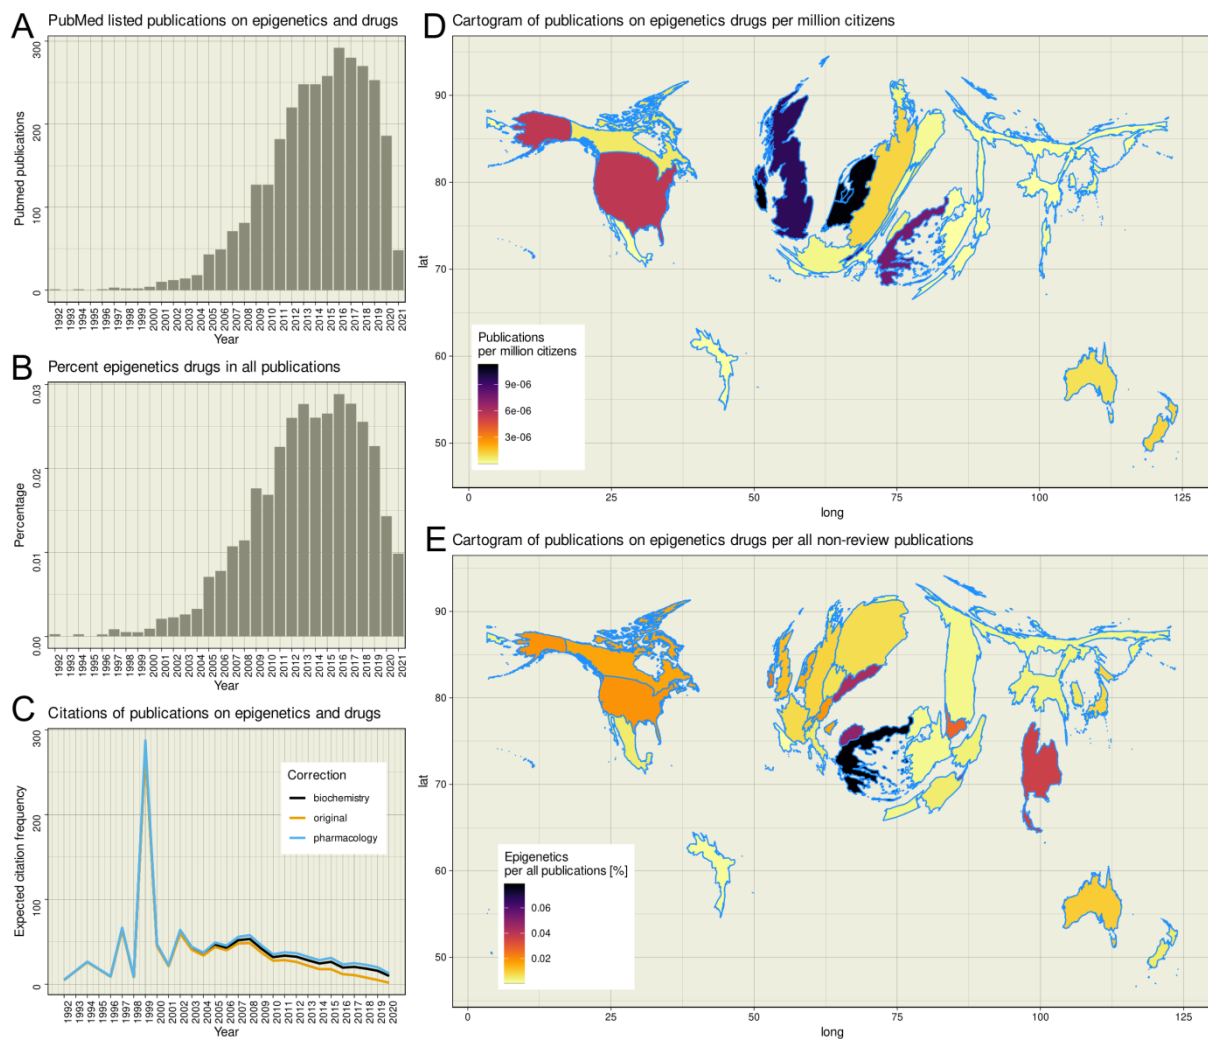 A PubMed listed publications on epigenetics and drugs
300
200
100
0
Pubmed publications
1992 1993 1994 1995 1996 1997 1998 1999 2000 2001 2002 2003 2004 2005 2006 2007 2008 2009 2010 2011 2012 2013 2014 2015 2016 2017 2018 2019 2020 2021
Year
B Percent epigenetics drugs in all publications
0.03
0.02
0.01
0.00
Percentage
1992 1993 1994 1995 1996 1997 1998 1999 2000 2001 2002 2003 2004 2005 2006 2007 2008 2009 2010 2011 2012 2013 2014 2015 2016 2017 2018 2019 2020 2021
Year
C Citations of publications on epigenetics and drugs
300
200
100
0
Expected citation frequency
Correction
biochemistry
original
pharmacology
1992 1993 1994 1995 1996 1997 1998 1999 2000 2001 2002 2003 2004 2005 2006 2007 2008 2009 2010 2011 2012 2013 2014 2015 2016 2017 2018 2019 2020
Year
D Cartogram of publications on epigenetics drugs per million citizens
90
80
70
60
50
lat
Publications
per million citizens
9e-06
6e-06
3e-06
0 25 50 75 100 125
long
E Cartogram of publications on epigenetics drugs per all non-review publications
90
80
70
60
50
lat
Epigenetics
per all publications [%]
0.06
0.04
0.02
0 25 50 75 100 125
long